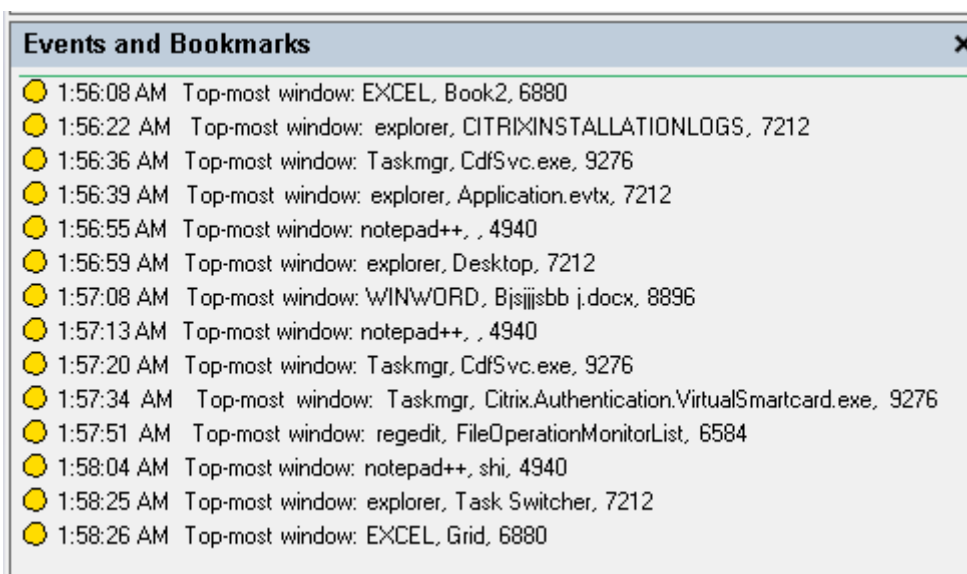 Events and Bookmarks
1:56:08 AM Top-most window: EXCEL, Book2, 6880
1:56:22 AM Top-most window: explorer, CITRIXINSTALLATIONLOGS, 7212
1:56:36 AM Top-most window: Taskmgr, CdfSvc.exe, 9276
1:56:39 AM Top-most window: explorer, Application.evtx, 7212
1:56:55 AM Top-most window: notepad++, , 4940
1:56:59 AM Top-most window: explorer, Desktop, 7212
1:57:08 AM Top-most window: WINWORD, Bjsjjjsbb j.docx, 8896
1:57:13 AM Top-most window: notepad++, , 4940
1:57:20 AM Top-most window: Taskmgr, CdfSvc.exe, 9276
1:57:34 AM Top-most window: Taskmgr, Citrix.Authentication.VirtualSmartcard.exe, 9276
1:57:51 AM Top-most window: regedit, FileOperationMonitorList, 6584
1:58:04 AM Top-most window: notepad++, shi, 4940
1:58:25 AM Top-most window: explorer, Task Switcher, 7212
1:58:26 AM Top-most window: EXCEL, Grid, 6880